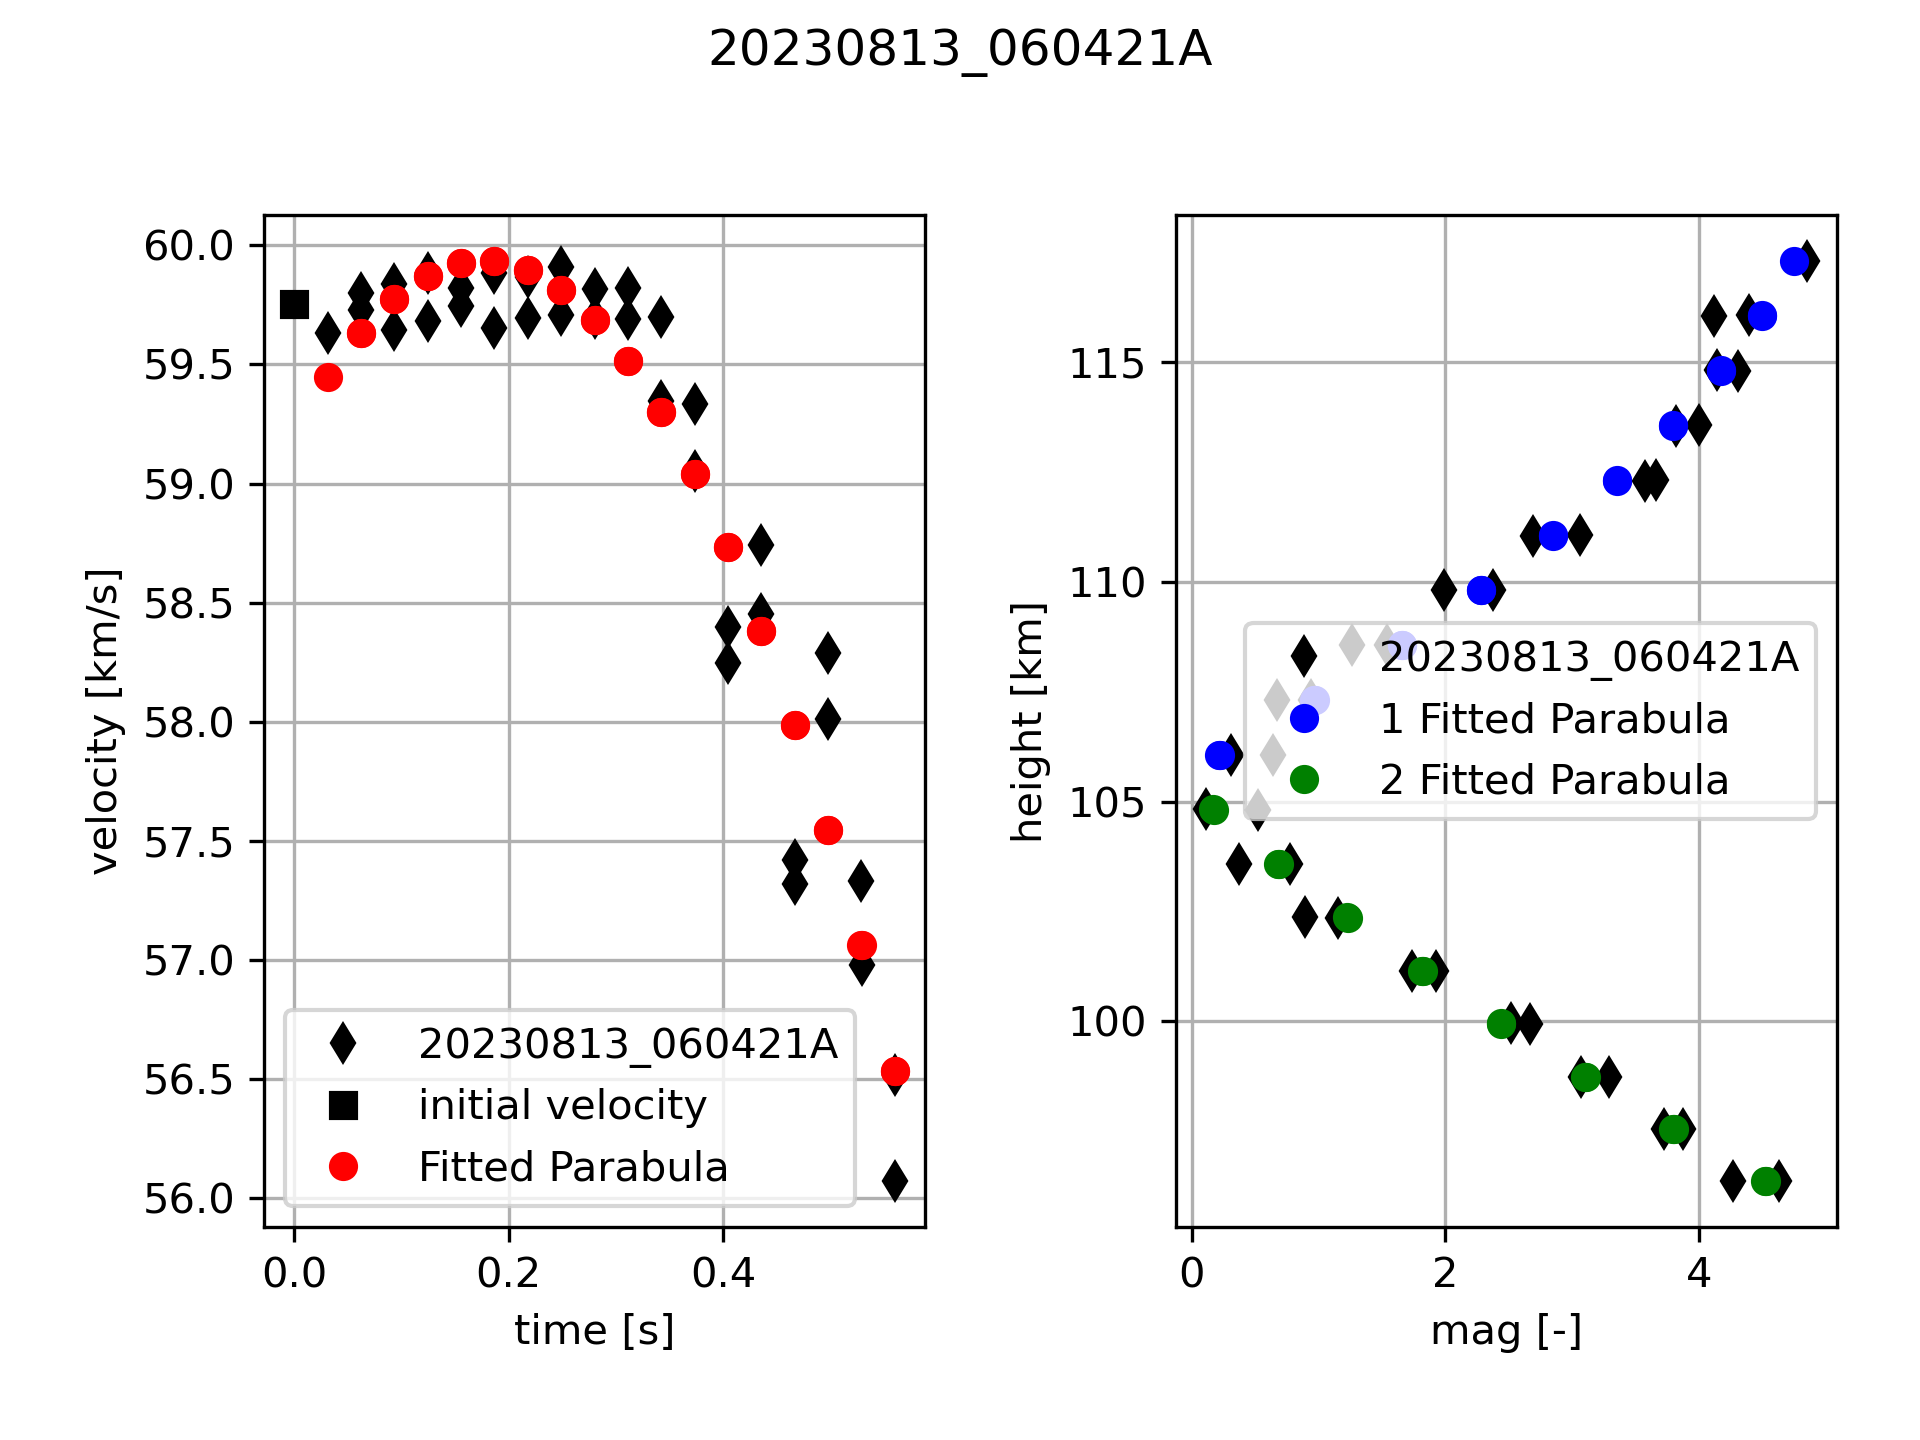 20230813_060421A
60.0
59.5
59.0
58.5
58.0
57.5
57.0
56.5
56.0
velocity [km/s]
20230813_060421A
initial velocity
Fitted Parabula
0.0 0.2 0.4
time [s]
115
110
105
100
height [km]
20230813_060421A
1 Fitted Parabula
2 Fitted Parabula
0 2 4
mag [-]